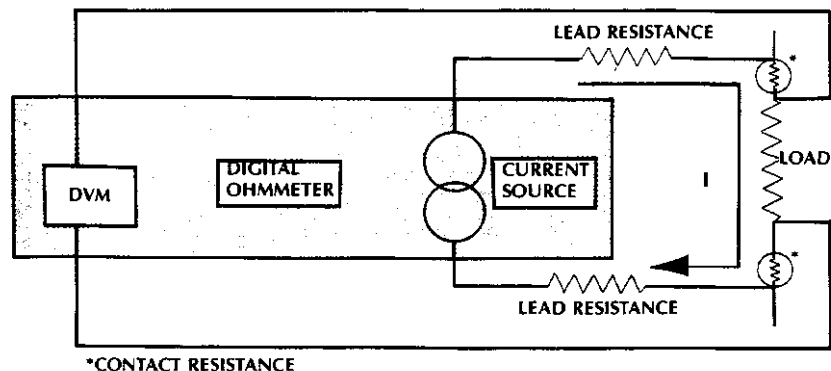 LEAD RESISTANCE
*
DIGITAL
OHMMETER
CURRENT
SOURCE
DVM
LOAD
I
*
LEAD RESISTANCE
*CONTACT RESISTANCE